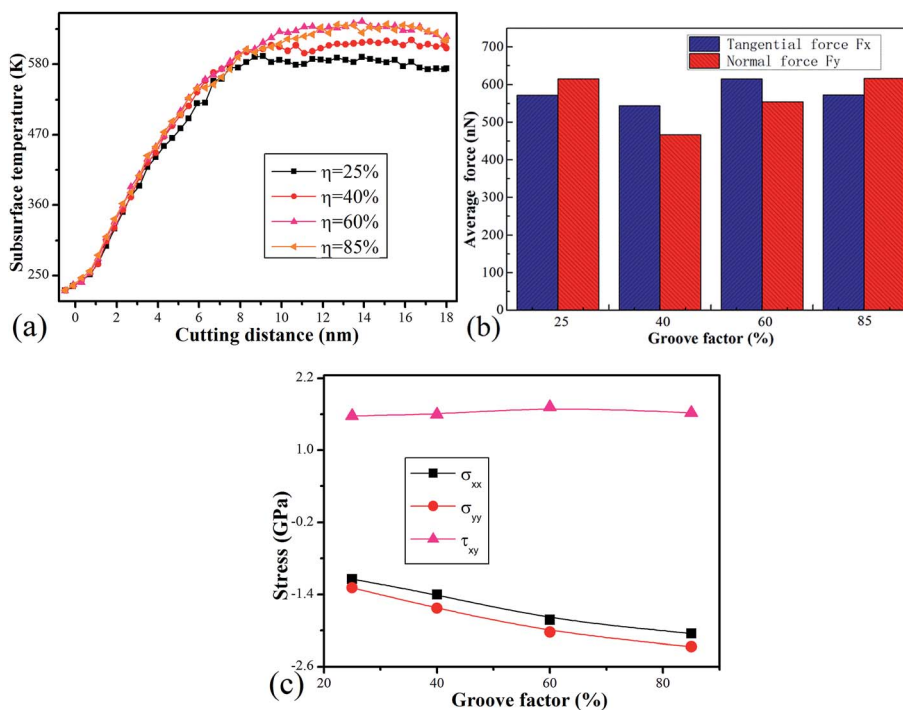 Subsurface temperature (K)
580
470
360
250
η=25%
η=40%
η=60%
η=85%
0 2 4 6 8 10 12 14 16 18
Cutting distance (nm)
(a)
Average force (nN)
700
600
500
400
300
200
100
0
Tangential force Fx
Normal force Fy
25 40 60 85
Groove factor (%)
(b)
Stress (GPa)
2.2
1.0
-0.2
-1.4
-2.6
σxx
σyy
τxy
20 40 60 80
Groove factor (%)
(c)